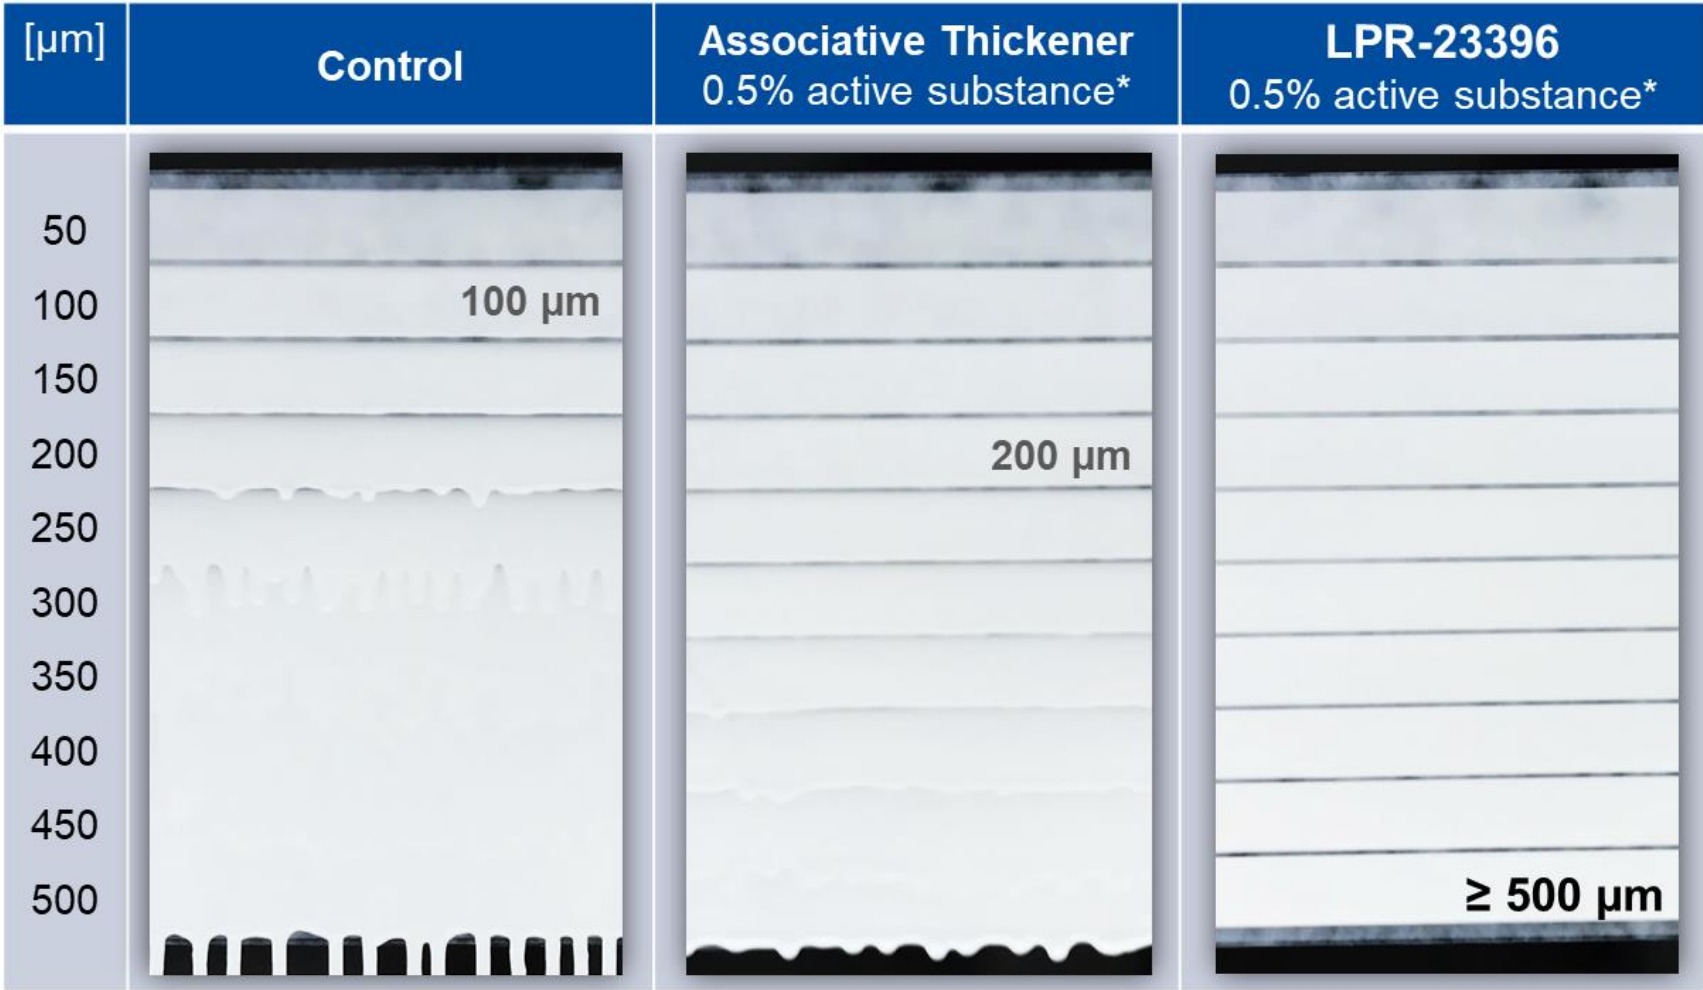 [µm]
Control
Associative Thickener
0.5% active substance*
LPR-23396
0.5% active substance*
50
100
150
200
250
300
350
400
450
500
100 µm
200 µm
≥ 500 µm